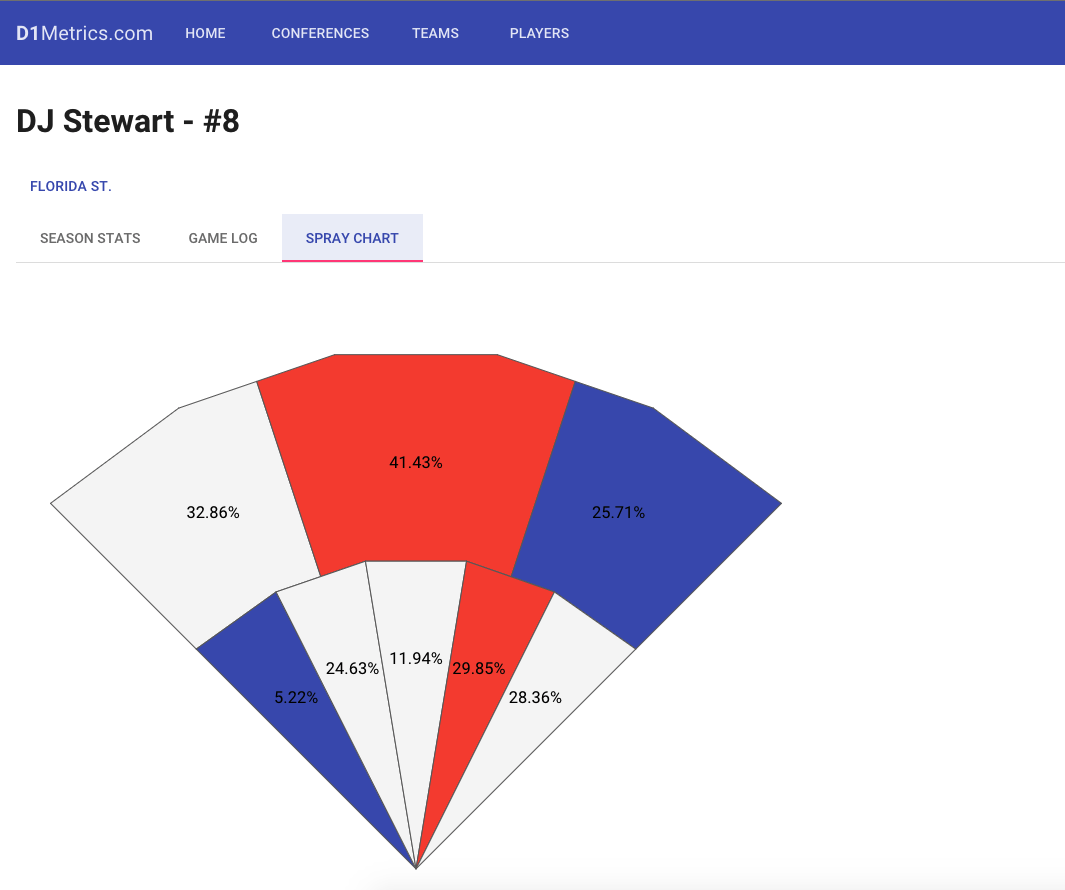 D1Metrics.com HOME CONFERENCES TEAMS PLAYERS
DJ Stewart - #8
FLORIDA ST.
SEASON STATS GAME LOG SPRAY CHART
41.43%
32.86% 25.71%
11.94%
24.63% 29.85%
5.22% 28.36%